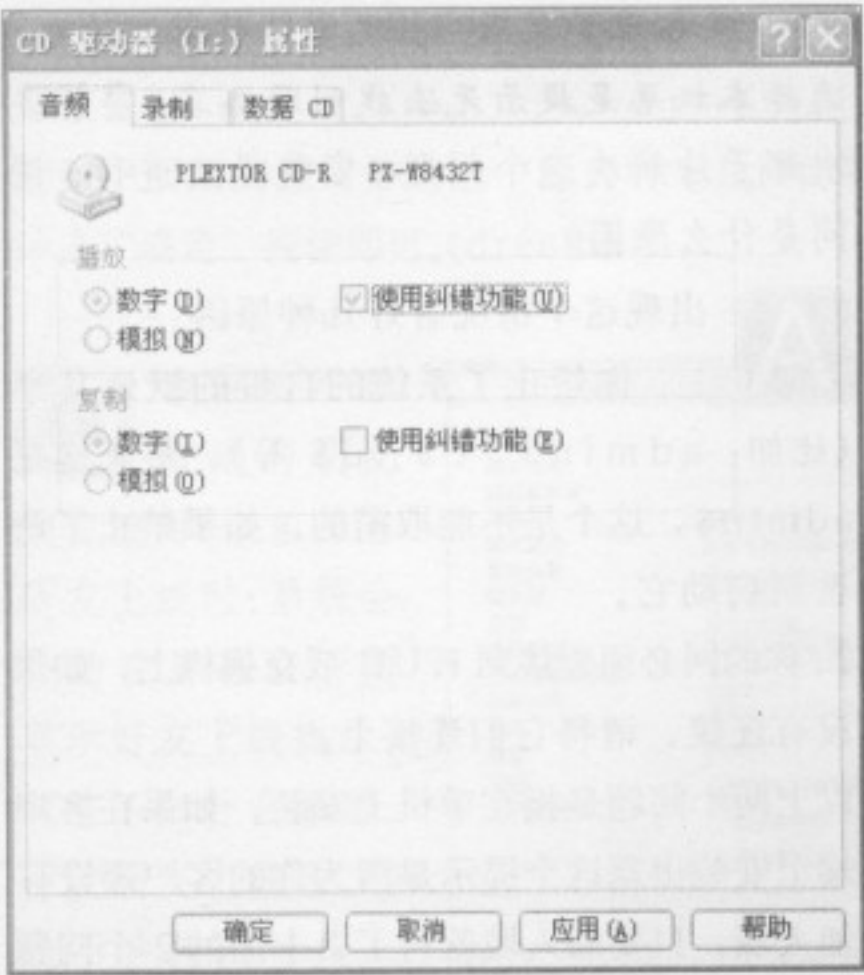 CD 驱动器 (I:) 属性
音频 录制 数据 CD
PLEXTOR CD-R PX-W8432T
播放
数字(D) 使用纠错功能(U)
模拟(N)
复制
数字(I) 使用纠错功能(E)
模拟(O)
确定 取消 应用(A) 帮助